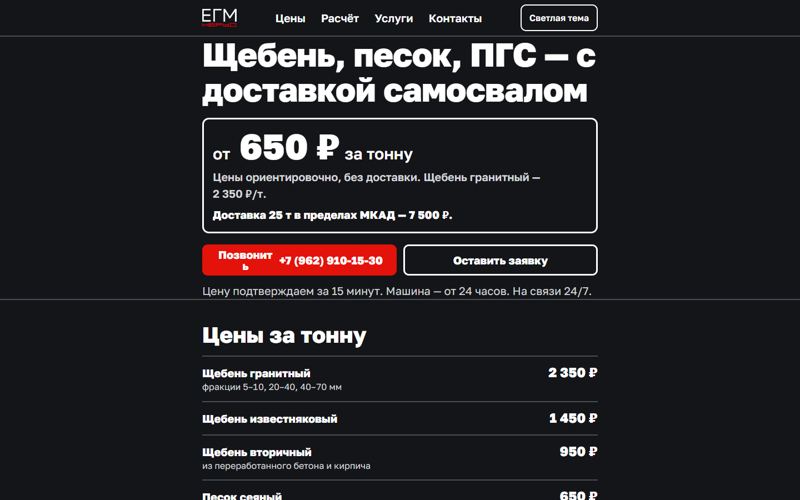 ЕГМ
НЕРУД
Цены Расчёт Услуги Контакты
Светлая тема
Щебень, песок, ПГС — с
доставкой самосвалом
от 650 ₽ за тонну
Цены ориентировочно, без доставки. Щебень гранитный —
2 350 ₽/т.
Доставка 25 т в пределах МКАД — 7 500 ₽.
Позвонит
ь
+7 (962) 910-15-30
Оставить заявку
Цену подтверждаем за 15 минут. Машина — от 24 часов. На связи 24/7.
Цены за тонну
Щебень гранитный 2 350 ₽
фракции 5–10, 20–40, 40–70 мм
Щебень известняковый 1 450 ₽
Щебень вторичный 950 ₽
из переработанного бетона и кирпича
Песок сеяный 650 ₽